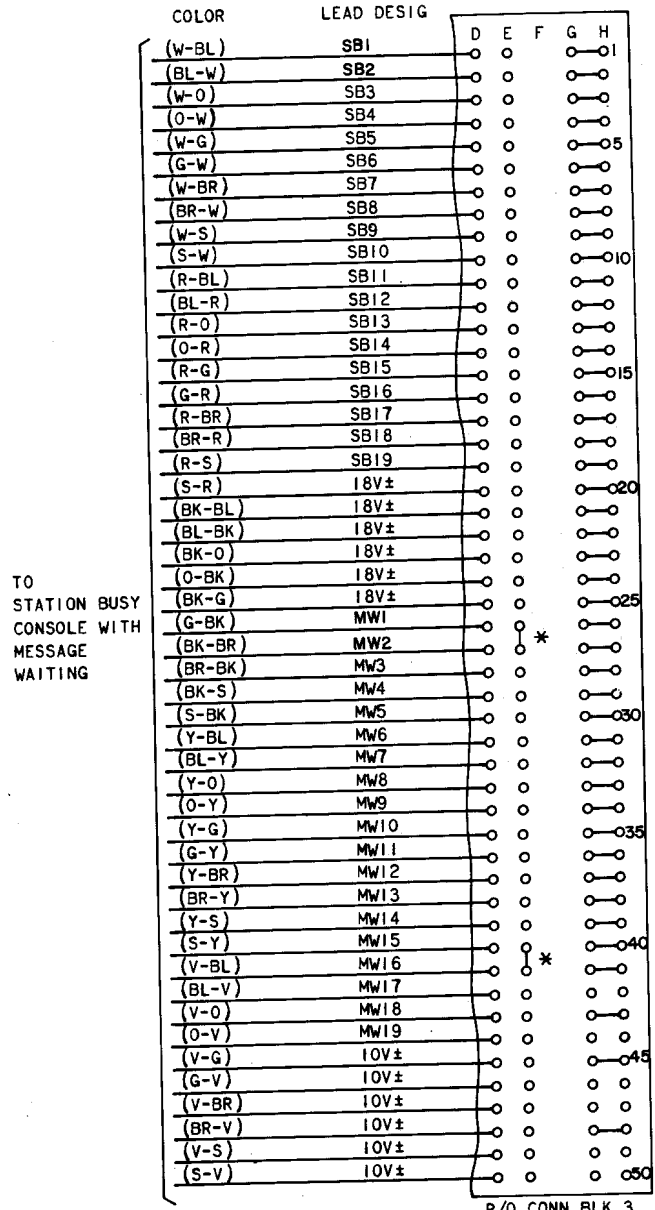 COLOR LEAD DESIG
D E F G H
(W-BL) SB1 1
(BL-W) SB2
(W-O) SB3
(O-W) SB4
(W-G) SB5 5
(G-W) SB6
(W-BR) SB7
(BR-W) SB8
(W-S) SB9
(S-W) SB10 10
(R-BL) SB11
(BL-R) SB12
(R-O) SB13
(O-R) SB14
(R-G) SB15 15
(G-R) SB16
(R-BR) SB17
(BR-R) SB18
(R-S) SB19
(S-R) 18V± 20
(BK-BL) 18V±
(BL-BK) 18V±
(BK-O) 18V±
(O-BK) 18V±
(BK-G) 18V± 25
(G-BK) MW1
(BK-BR) MW2 *
(BR-BK) MW3
(BK-S) MW4
(S-BK) MW5 30
(Y-BL) MW6
(BL-Y) MW7
(Y-O) MW8
(O-Y) MW9
(Y-G) MW10 35
(G-Y) MW11
(Y-BR) MW12
(BR-Y) MW13
(Y-S) MW14
(S-Y) MW15 40
(V-BL) MW16 *
(BL-V) MW17
(V-O) MW18
(O-V) MW19
(V-G) 10V± 45
(G-V) 10V±
(V-BR) 10V±
(BR-V) 10V±
(V-S) 10V±
(S-V) 10V± 50
TO
STATION BUSY
CONSOLE WITH
MESSAGE
WAITING
P/O CONN BLK 3